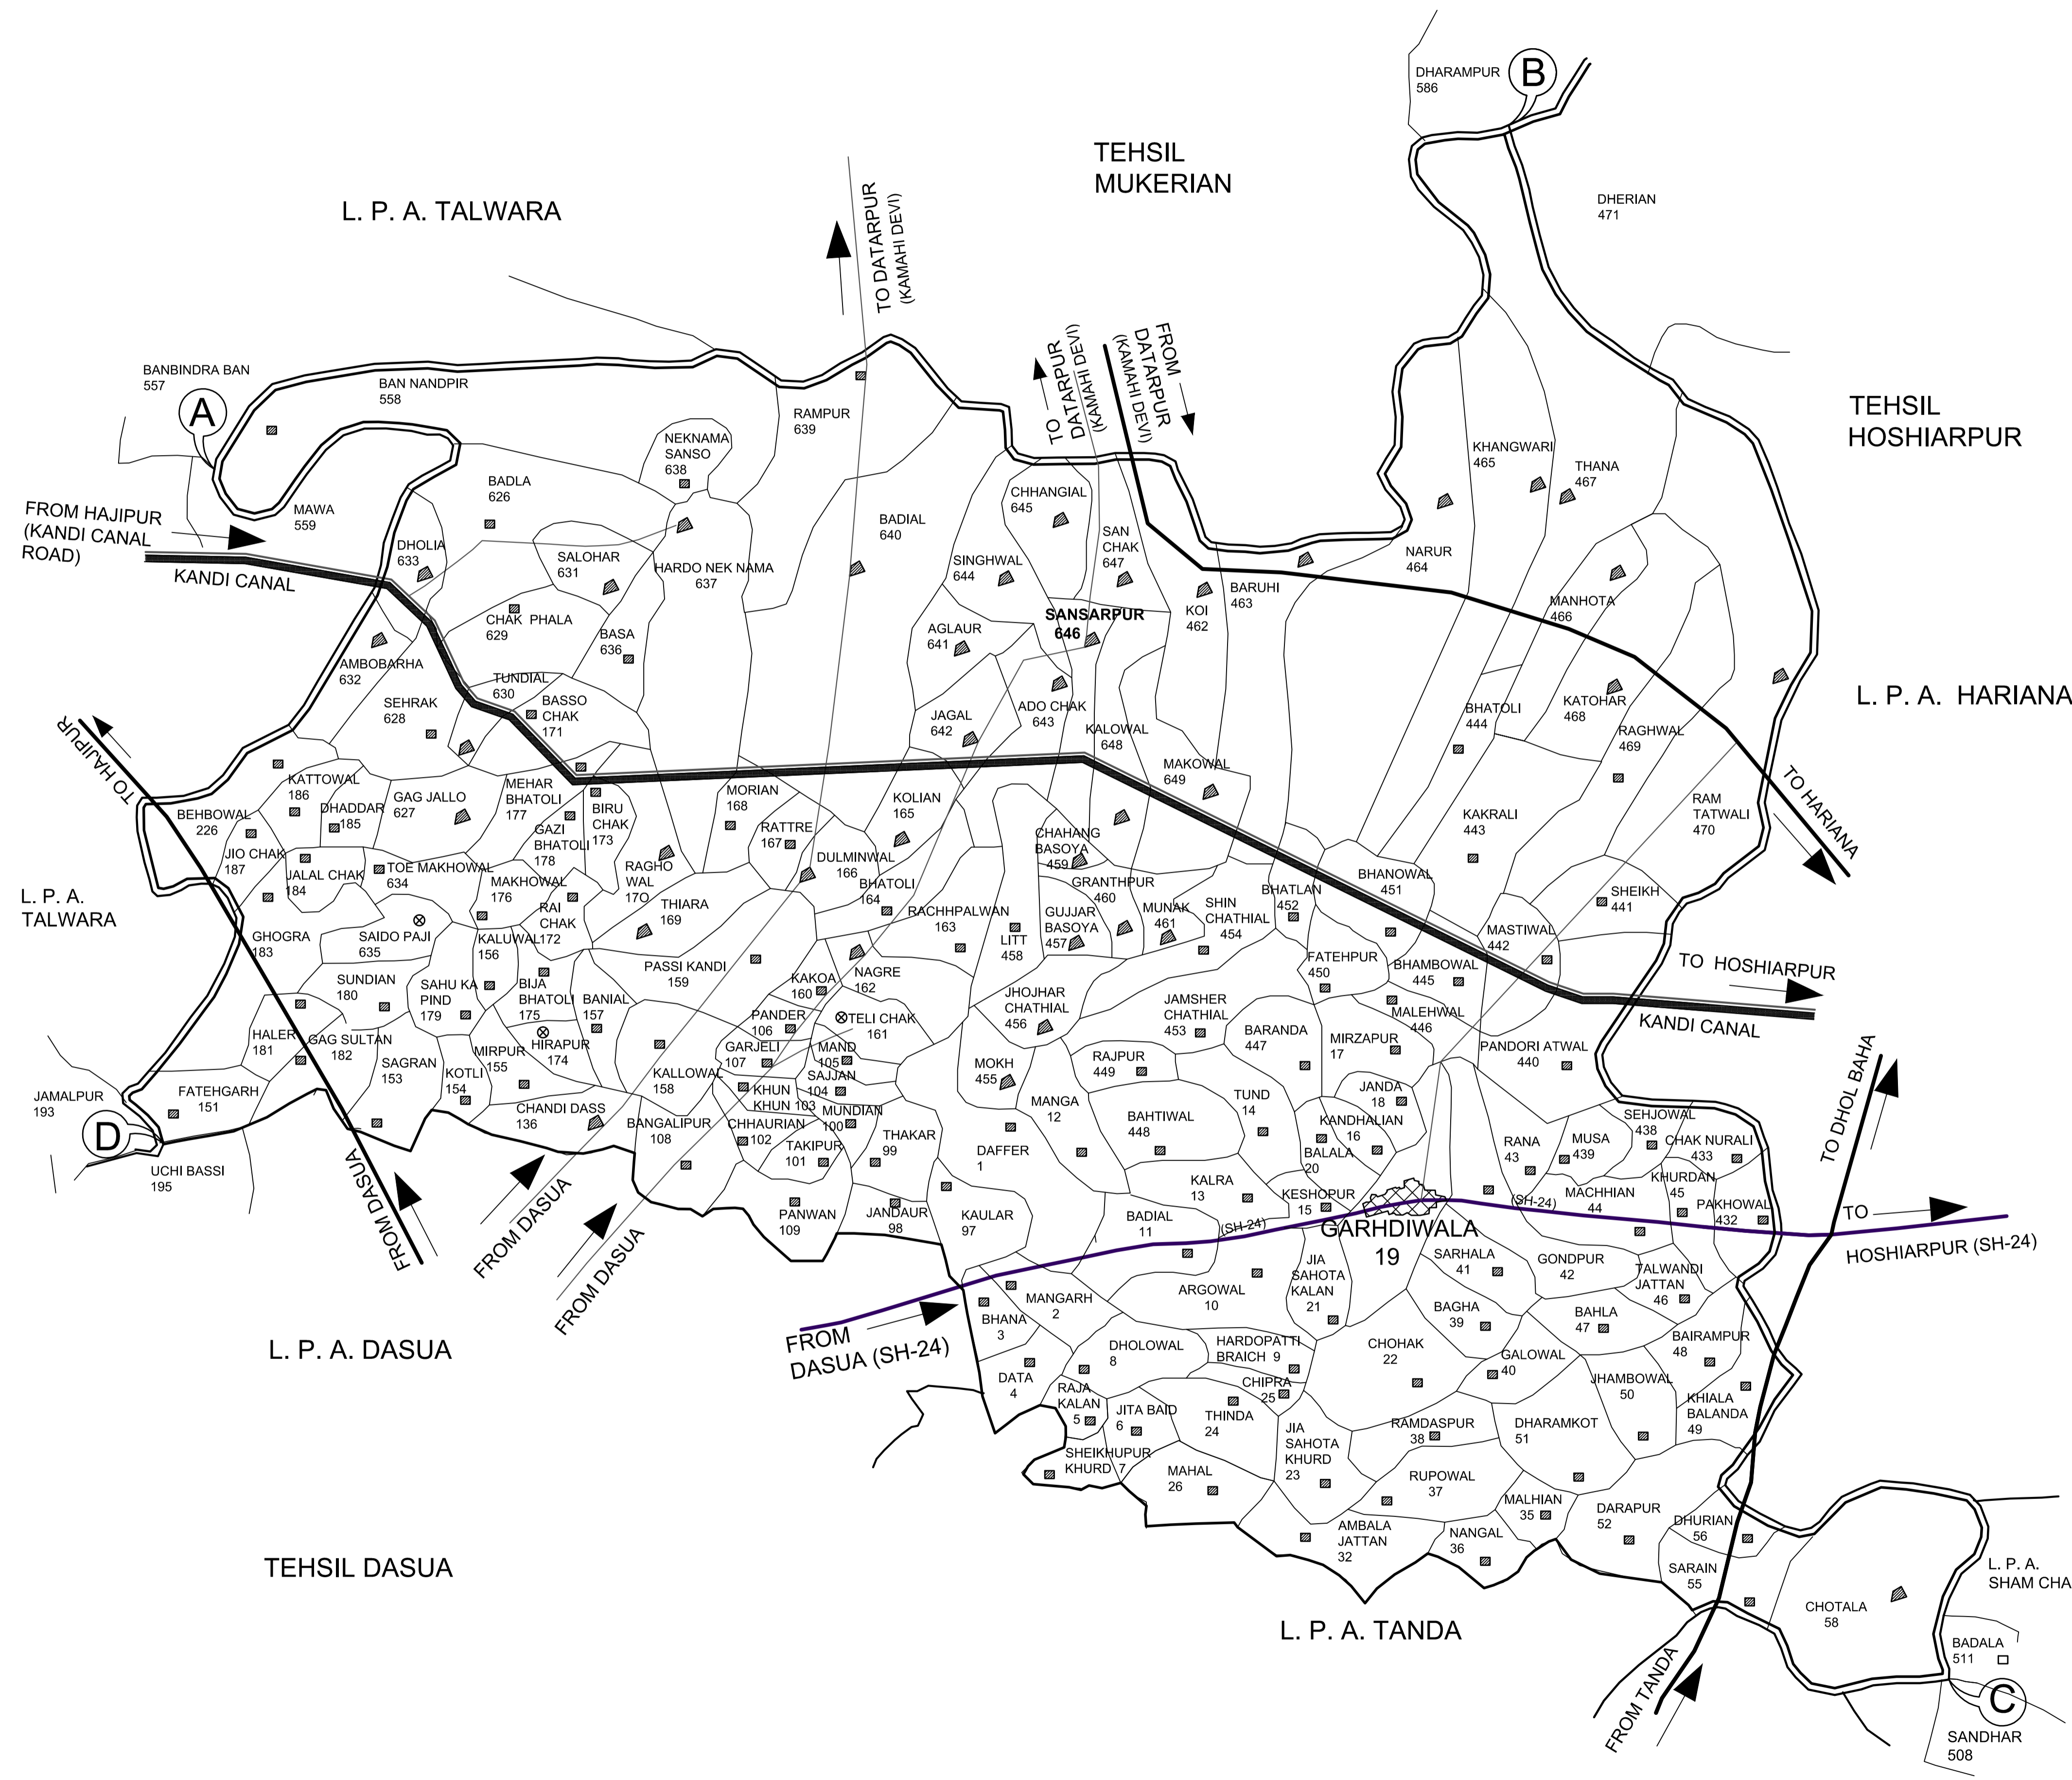 DHARAMPUR
586
B
TEHSIL
MUKERIAN
L. P. A. TALWARA
TO DATARPUR
(KAMAHI DEVI)
DHERIAN
471
TO
DATARPUR
(KAMAHI DEVI)
FROM
DATARPUR
(KAMAHI DEVI)
BANBINDRA BAN
557
A
BAN NANDPIR
558
RAMPUR
639
TEHSIL
HOSHIARPUR
NEKNAMA
SANSO
638
KHANGWARI
465
THANA
467
BADLA
626
MAWA
559
FROM HAJIPUR
(KANDI CANAL
ROAD)
KANDI CANAL
CHHANGIAL
645
BADIAL
640
SAN
CHAK
647
DHOLIA
633
SALOHAR
631
HARDO NEK NAMA
637
SINGHWAL
644
NARUR
464
BARUHI
463
KOI
462
MANHOTA
466
SANSARPUR
646
CHAK PHALA
629
BASA
636
AGLAUR
641
AMBOBARHA
632
TUNDIAL
630
SEHRAK
628
BASSO
CHAK
171
JAGAL
642
ADO CHAK
643
KALOWAL
648
BHATOLI
444
KATOHAR
468
RAGHWAL
469
L. P. A. HARIANA
TO HAJIPUR
KATTOWAL
186
GAG JALLO
627
MEHAR
BHATOLI
177
MORIAN
168
KOLIAN
165
MAKOWAL
649
TO HARIANA
BEHBOWAL
226
DHADDAR
185
GAZI
BHATOLI
178
BIRU
CHAK
173
RATTRE
167
CHAHANG
BASOYA
459
KAKRALI
443
RAM
TATWALI
470
JIO CHAK
187
JALAL CHAK
184
TOE MAKHOWAL
634
MAKHOWAL
176
RAGHO
WAL
170
DULMINWAL
166
BHATOLI
164
GRANTHPUR
460
BHATLAN
452
BHANOWAL
451
SHEIKH
441
L. P. A.
TALWARA
RAI
CHAK
172
THIARA
169
RACHHPALWAN
163
GUJJAR
BASOYA
457
MUNAK
461
SHIN
CHATHIAL
454
GHOGRA
183
SAIDO PAJI
635
KALUWAL
156
LITT
458
MASTIWAL
442
SUNDIAN
180
SAHU KA
PIND
179
BIJA
BHATOLI
175
BANIAL
157
PASSI KANDI
159
KAKOA
160
NAGRE
162
FATEHPUR
450
BHAMBOWAL
445
TO HOSHIARPUR
KANDI CANAL
HALER
181
GAG SULTAN
182
HIRAPUR
174
PANDER
106
TELI CHAK
161
JHOJHAR
CHATHIAL
456
JAMSHER
CHATHIAL
453
BARANDA
447
MALEHWAL
446
MIRZAPUR
17
PANDORI ATWAL
440
SAGRAN
153
KOTLI
154
MIRPUR
155
GARJELI
107
MAND
105
SAJJAN
104
MOKH
455
RAJPUR
449
JAMALPUR
193
D
FATEHGARH
151
CHANDI DASS
136
KALLOWAL
158
KHUN
KHUN 103
MUNDIAN
100
MANGA
12
BAHTIWAL
448
TUND
14
JANDA
18
KANDHALIAN
16
SEHJOWAL
438
TO DHOL BAHA
UCHI BASSI
195
BANGALIPUR
108
CHHAURIAN
102
TAKIPUR
101
THAKAR
99
DAFFER
1
BALALA
20
RANA
43
MUSA
439
CHAK NURALI
433
FROM DASUA
FROM DASUA
FROM DASUA
PANWAN
109
JANDAUR
98
KAULAR
97
KALRA
13
KESHOPUR
15
(SH-24)
MACHHIAN
44
KHURDAN
45
PAKHOWAL
432
TO
HOSHIARPUR (SH-24)
BADIAL
11
(SH-24)
GARHDIWALA
19
SARHALA
41
GONDPUR
42
TALWANDI
JATTAN
46
L. P. A. DASUA
FROM
DASUA (SH-24)
BHANA
3
MANGARH
2
ARGOWAL
10
JIA
SAHOTA
KALAN
21
BAGHA
39
BAHLA
47
BAIRAMPUR
48
DATA
4
DHOLOWAL
8
HARDOPATTI
BRAICH 9
CHOHAK
22
GALOWAL
40
JHAMBOWAL
50
KHIALA
BALANDA
49
RAJA
KALAN
5
JITA BAID
6
CHIPRA
25
THINDA
24
JIA
SAHOTA
KHURD
23
RAMDASPUR
38
DHARAMKOT
51
SHEIKHUPUR
KHURD 7
MAHAL
26
RUPOWAL
37
MALHIAN
35
DARAPUR
52
DHURIAN
56
AMBALA
JATTAN
32
NANGAL
36
TEHSIL DASUA
SARAIN
55
L. P. A.
SHAM CHA
CHOTALA
58
L. P. A. TANDA
BADALA
511
FROM TANDA
C
SANDHAR
508